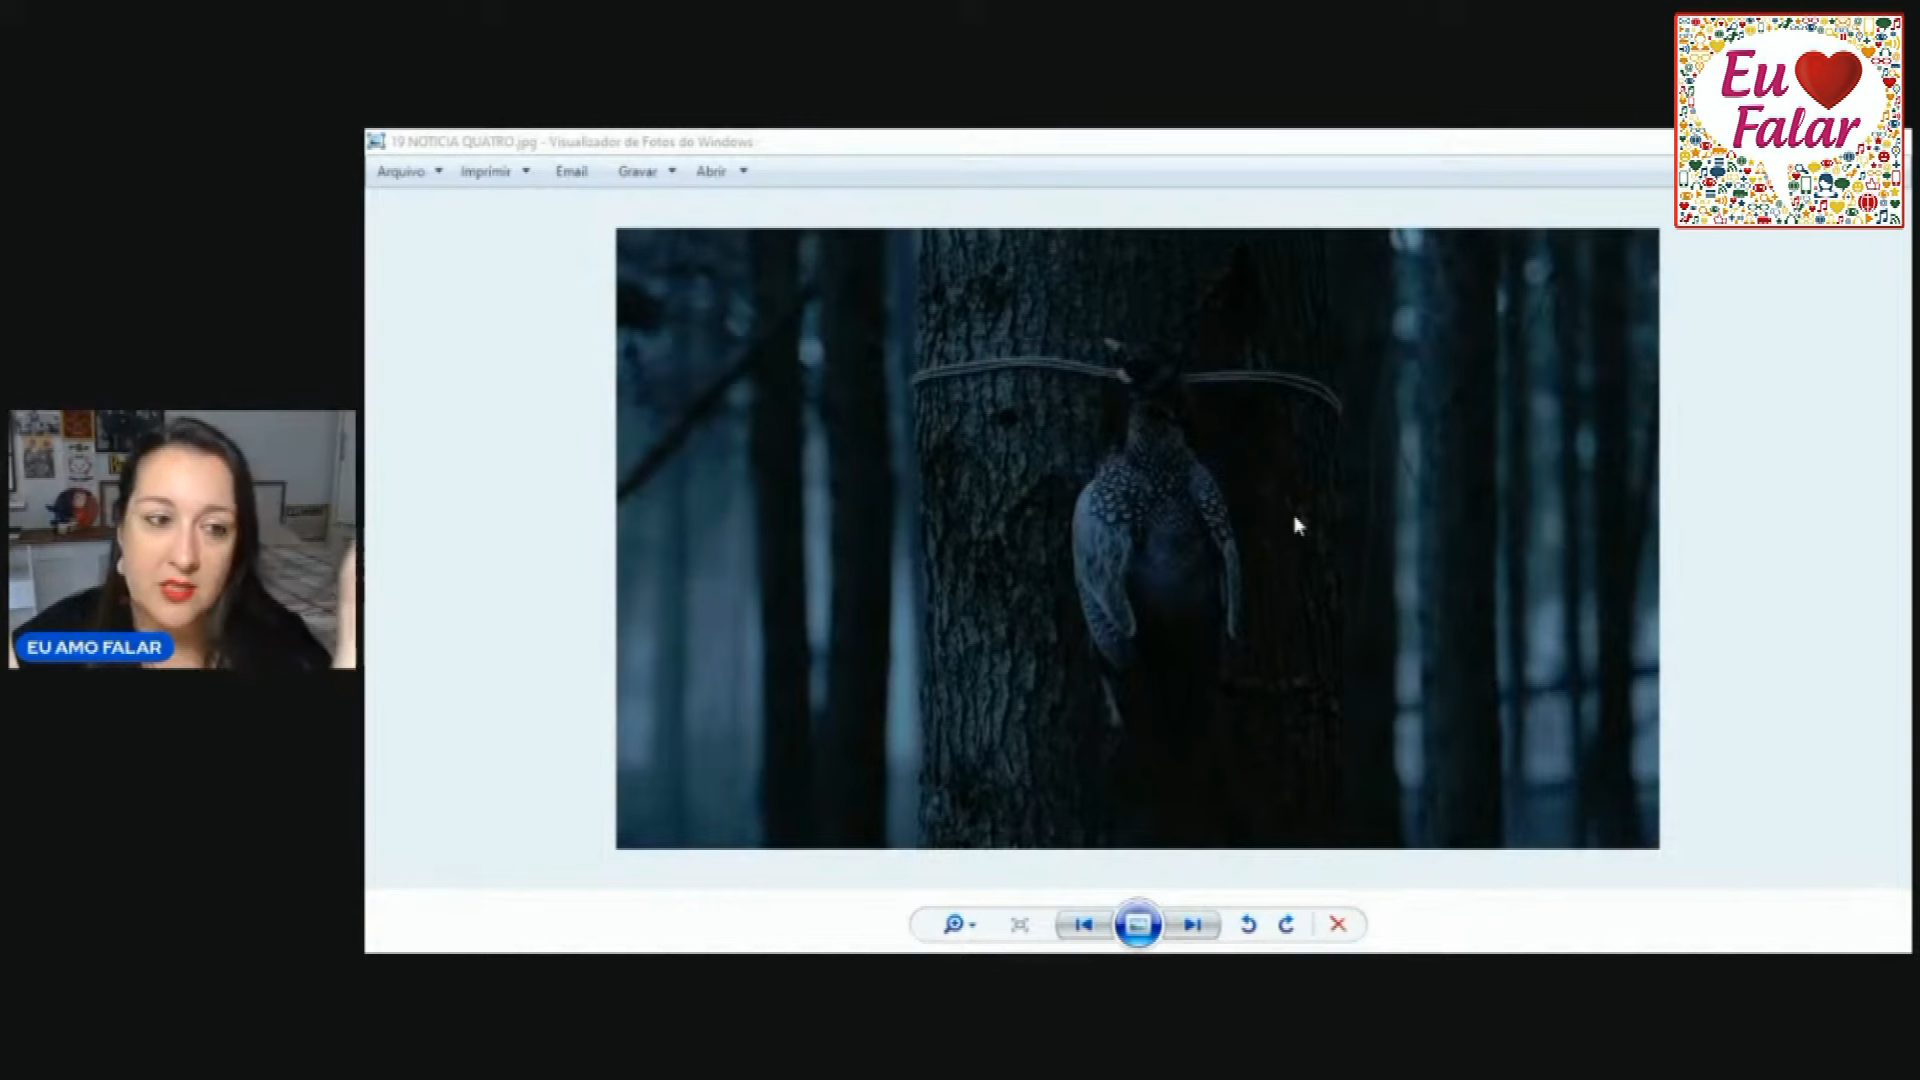 Eu
Falar
19 NOTICIA QUATRO.jpg - Visualizador de Fotos do Windows
Arquivo Imprimir Email Gravar Abrir
EU AMO FALAR